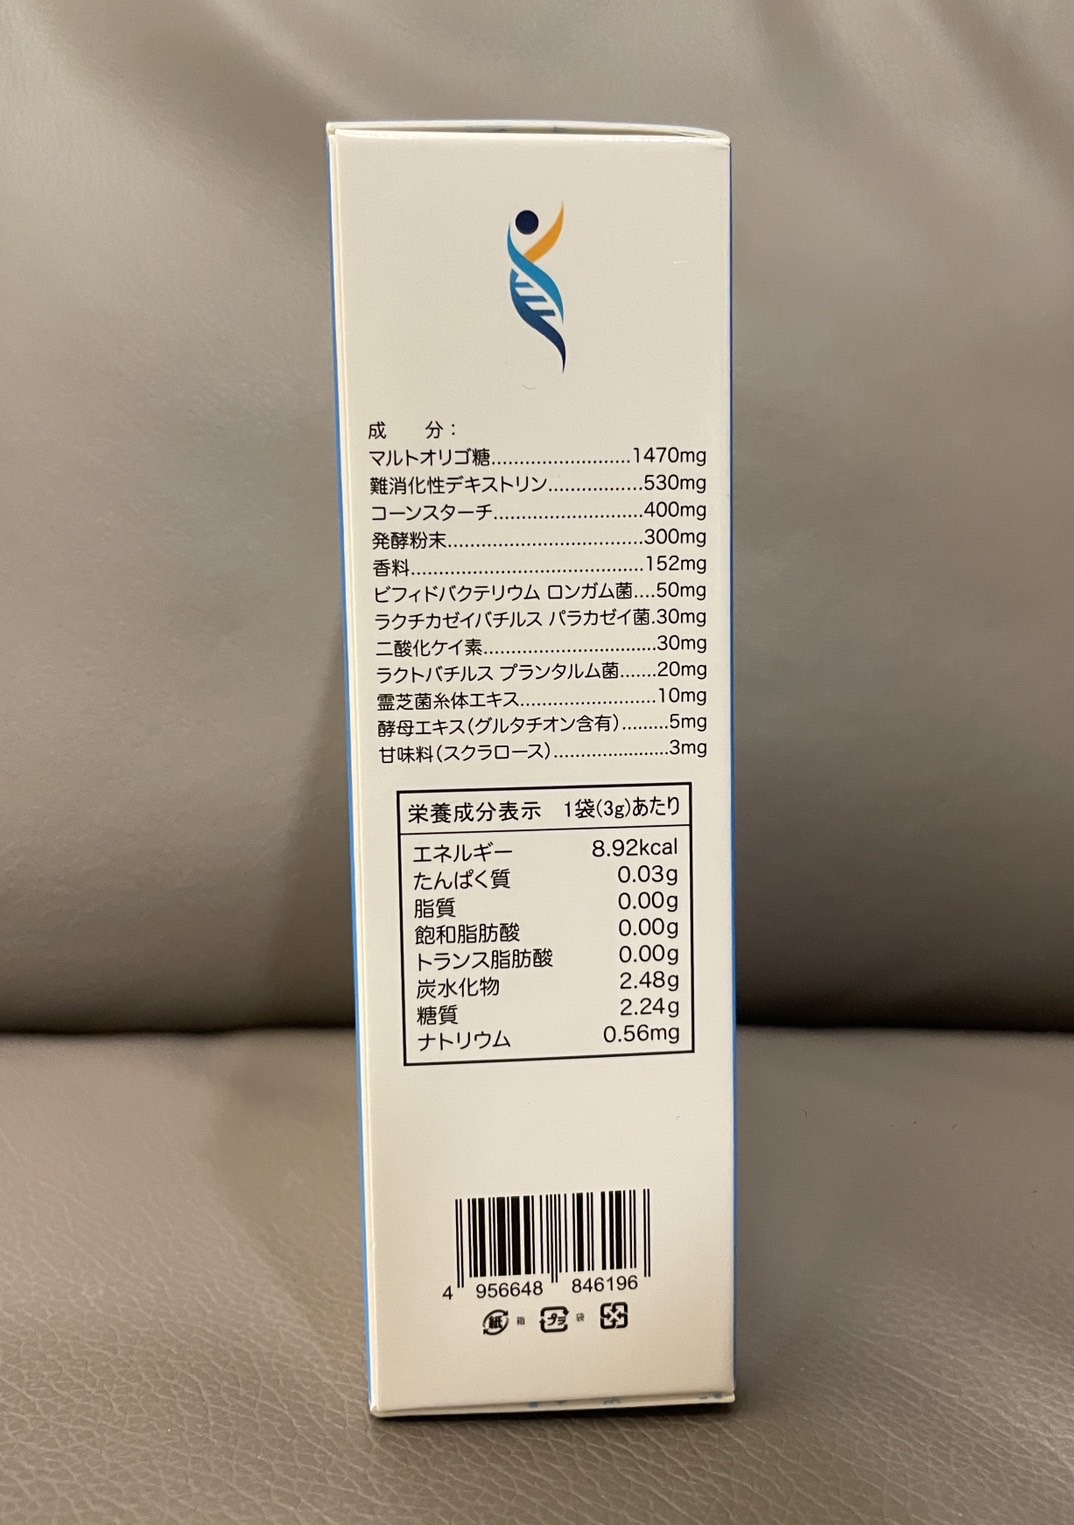 成　分：
マルトオリゴ糖..........................1470mg
難消化性デキストリン..................530mg
コーンスターチ............................400mg
発酵粉末.....................................300mg
香料............................................152mg
ビフィドバクテリウム ロンガム菌....50mg
ラクチカゼイバチルス パラカゼイ菌.30mg
二酸化ケイ素................................30mg
ラクトバチルス プランタルム菌.......20mg
霊芝菌糸体エキス..........................10mg
酵母エキス(グルタチオン含有).........5mg
甘味料(スクラロース)......................3mg
栄養成分表示　1袋(3g)あたり
エネルギー 8.92kcal
たんぱく質 0.03g
脂質 0.00g
飽和脂肪酸 0.00g
トランス脂肪酸 0.00g
炭水化物 2.48g
糖質 2.24g
ナトリウム 0.56mg
4 956648 846196
紙 箱 プラ 袋